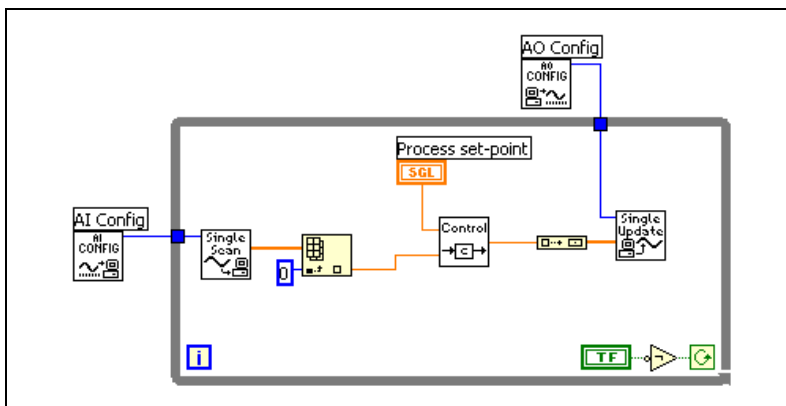 AO Config
AO
CONFIG
Process set-point
SGL
AI Config
AI
CONFIG
Single
Scan
0
Control
C
Single
Update
i
TF